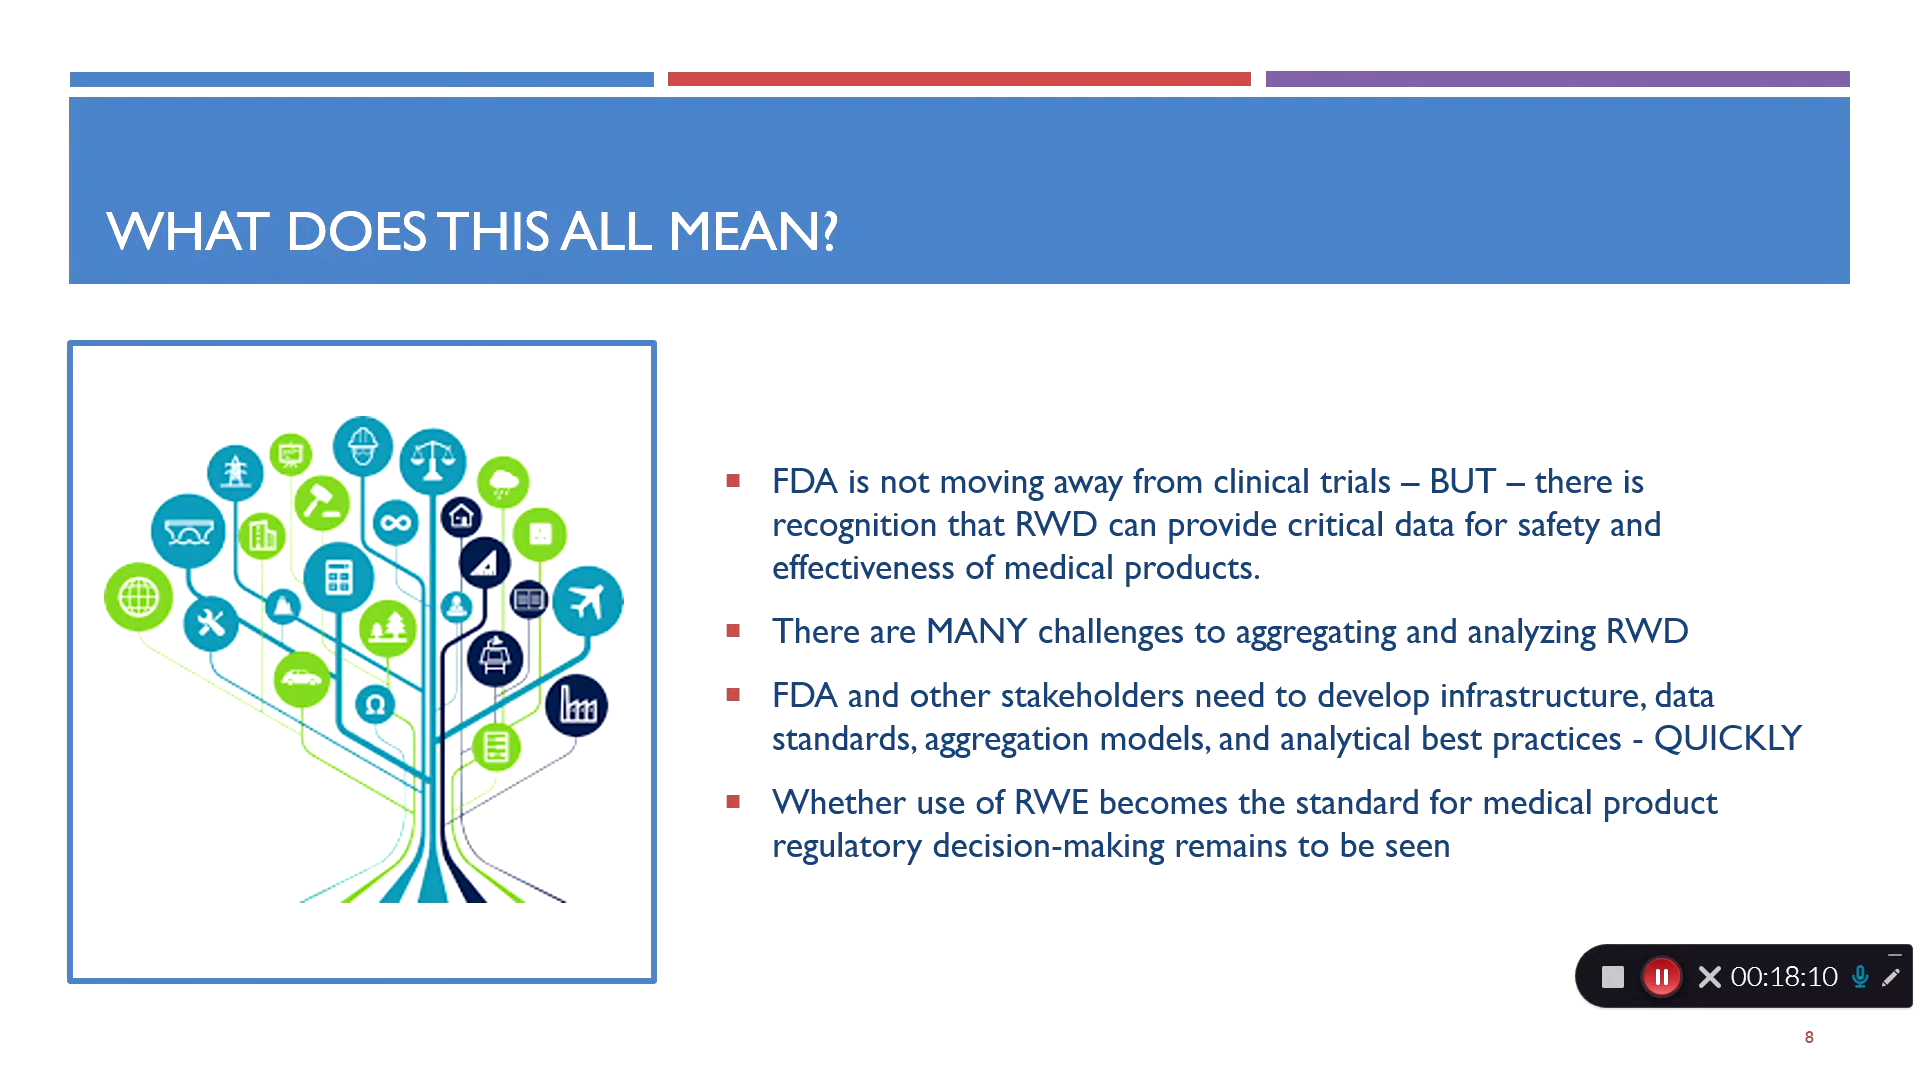 WHAT DOES THIS ALL MEAN?
FDA is not moving away from clinical trials – BUT – there is
recognition that RWD can provide critical data for safety and
effectiveness of medical products.
There are MANY challenges to aggregating and analyzing RWD
FDA and other stakeholders need to develop infrastructure, data
standards, aggregation models, and analytical best practices - QUICKLY
Whether use of RWE becomes the standard for medical product
regulatory decision-making remains to be seen
00:18:10
8